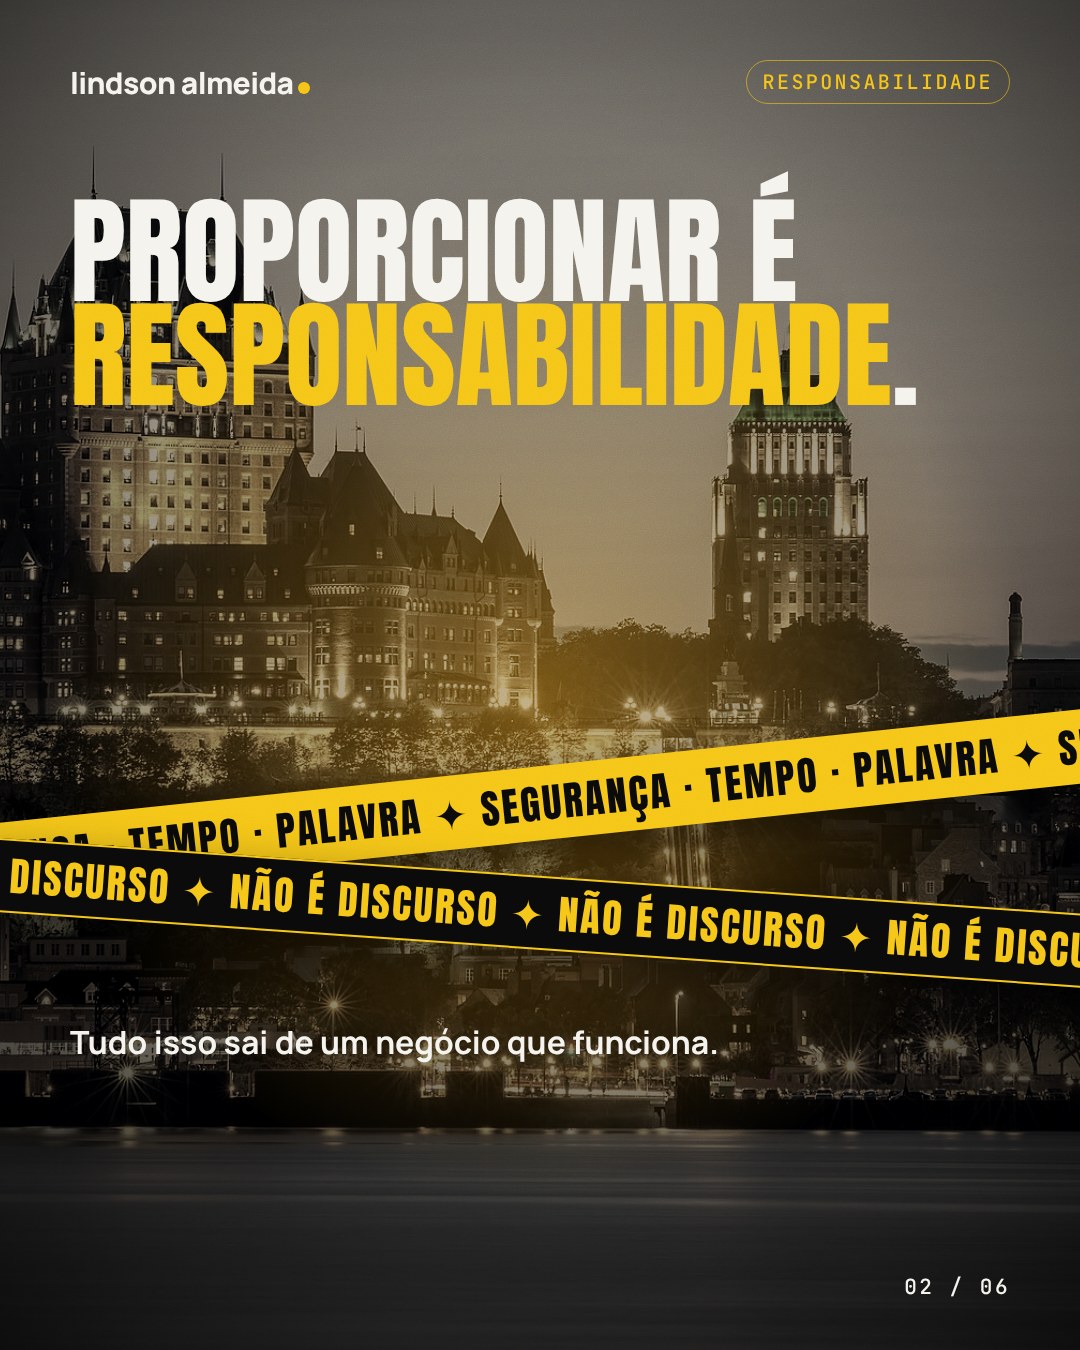 lindson almeida
RESPONSABILIDADE
PROPORCIONAR É
RESPONSABILIDADE.
TEMPO · PALAVRA ✦ SEGURANÇA · TEMPO · PALAVRA ✦
DISCURSO ✦ NÃO É DISCURSO ✦ NÃO É DISCURSO ✦ NÃO É DISCU
Tudo isso sai de um negócio que funciona.
02 / 06